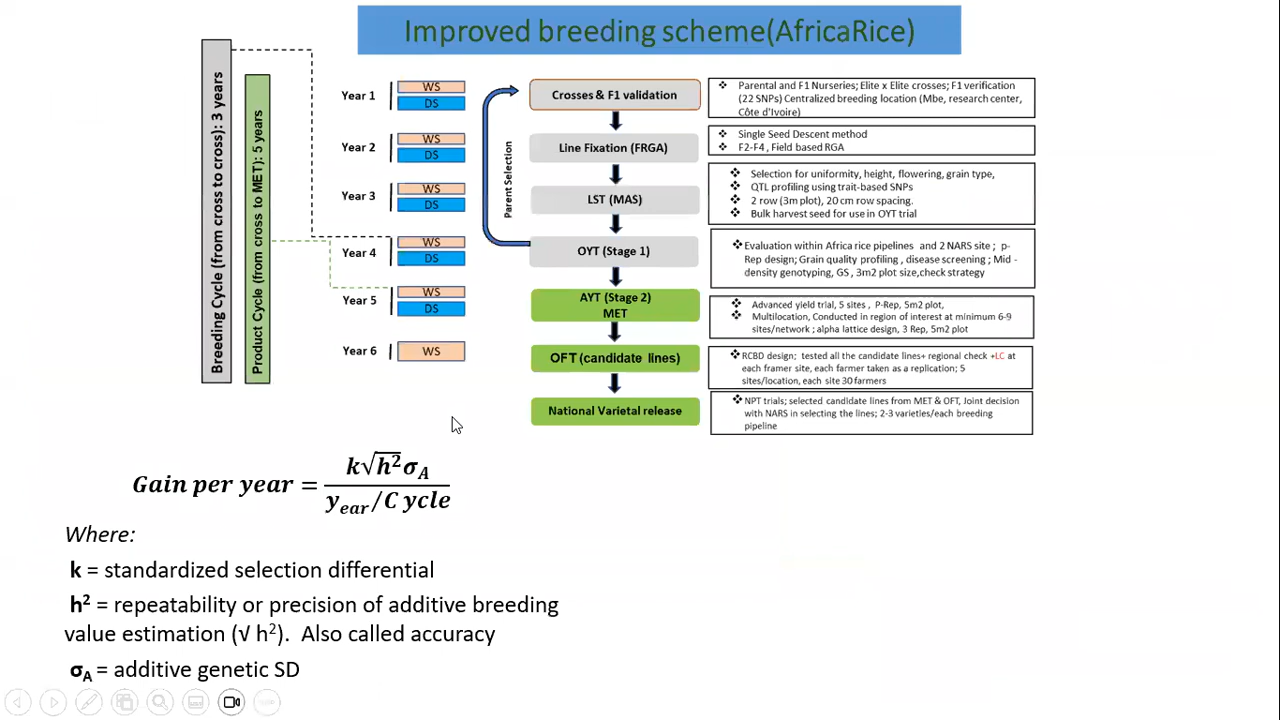 Improved breeding scheme(AfricaRice)
Breeding Cycle (from cross to cross): 3 years
Product Cycle (from cross to MET): 5 years
Year 1
WS
DS
Year 2
WS
DS
Year 3
WS
DS
Year 4
WS
DS
Year 5
WS
DS
Year 6
WS
Parent Selection
Crosses & F1 validation
❖ Parental and F1 Nurseries; Elite x Elite crosses; F1 verification
(22 SNPs) Centralized breeding location (Mbe, research center,
Côte d'Ivoire)
Line Fixation (FRGA)
❖ Single Seed Descent method
❖ F2-F4 , Field based RGA
LST (MAS)
❖ Selection for uniformity, height, flowering, grain type,
❖ QTL profiling using trait-based SNPs
❖ 2 row (3m plot), 20 cm row spacing.
❖ Bulk harvest seed for use in OYT trial
OYT (Stage 1)
❖Evaluation within Africa rice pipelines and 2 NARS site ; p-
Rep design; Grain quality profiling , disease screening ; Mid -
density genotyping, GS , 3m2 plot size,check strategy
AYT (Stage 2)
MET
❖ Advanced yield trial, 5 sites , P-Rep, 5m2 plot,
❖ Multilocation, Conducted in region of interest at minimum 6-9
sites/network ; alpha lattice design, 3 Rep, 5m2 plot
OFT (candidate lines)
❖RCBD design; tested all the candidate lines+ regional check +LC at
each framer site, each farmer taken as a replication; 5
sites/location, each site 30 farmers
National Varietal release
❖NPT trials; selected candidate lines from MET & OFT, Joint decision
with NARS in selecting the lines; 2-3 varieties/each breeding
pipeline
Gain per year = k√h²σA / year/C ycle
Where:
k = standardized selection differential
h² = repeatability or precision of additive breeding
value estimation (√ h²). Also called accuracy
σA = additive genetic SD